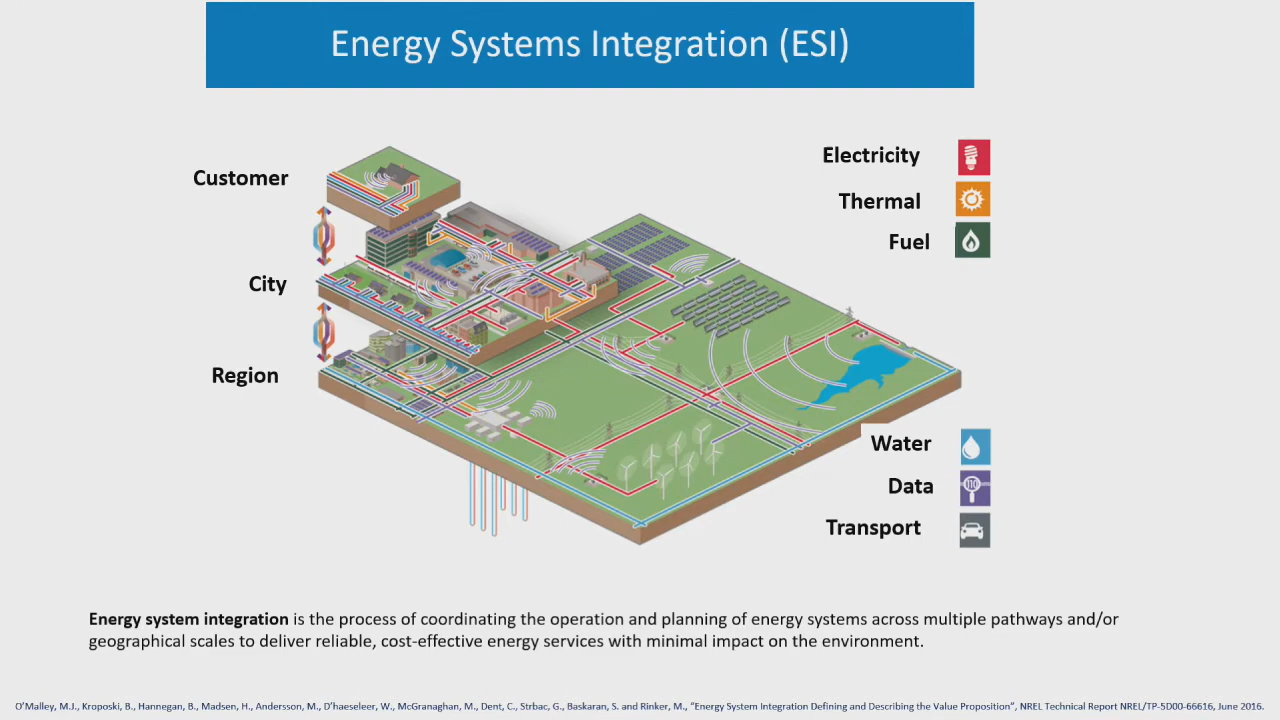 Energy Systems Integration (ESI)
Customer
City
Region
Electricity
Thermal
Fuel
Water
Data
Transport
Energy system integration is the process of coordinating the operation and planning of energy systems across multiple pathways and/or
geographical scales to deliver reliable, cost-effective energy services with minimal impact on the environment.
O'Malley, M.J., Kroposki, B., Hannegan, B., Madsen, H., Andersson, M., D'haeseleer, W., McGranaghan, M., Dent, C., Strbac, G., Baskaran, S. and Rinker, M., "Energy System Integration Defining and Describing the Value Proposition", NREL Technical Report NREL/TP-5D00-66616, June 2016.